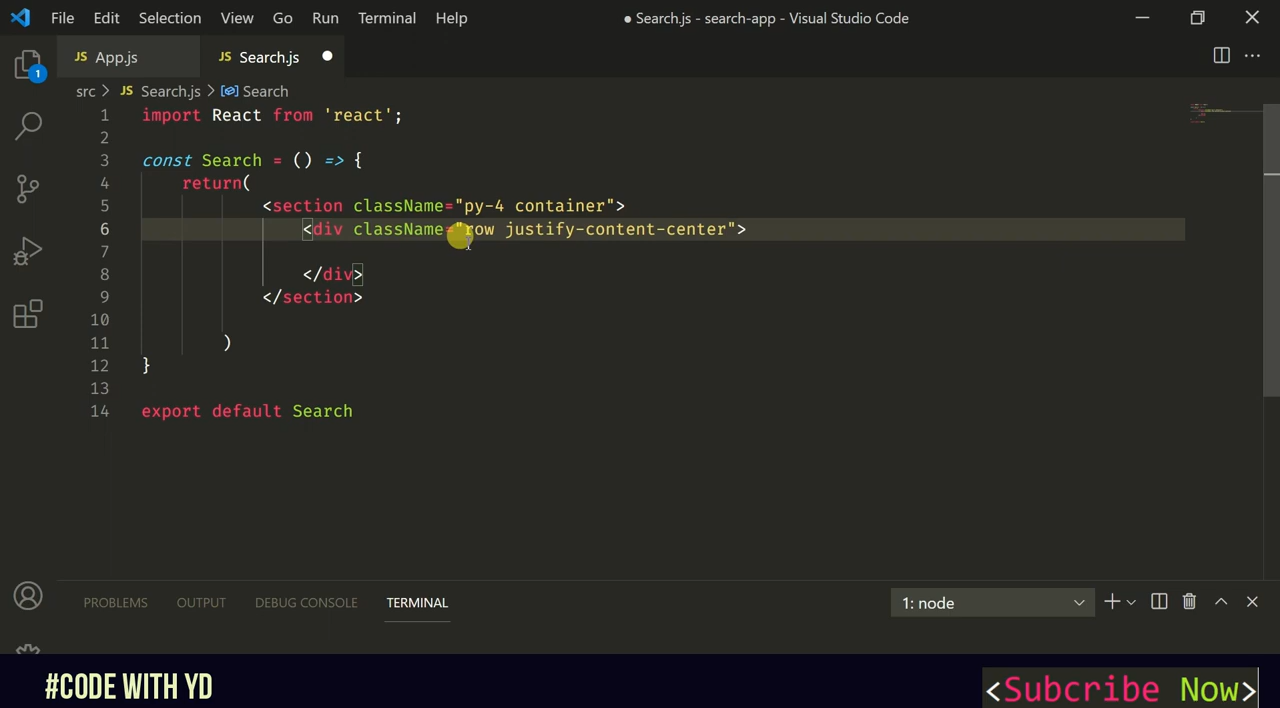 File Edit Selection View Go Run Terminal Help ● Search.js - search-app - Visual Studio Code
JS App.js JS Search.js ●
1
src > JS Search.js > Search
1 import React from 'react';
2
3 const Search = () => {
4 return(
5 <section className="py-4 container">
6 <div className="row justify-content-center">
7
8 </div>
9 </section>
10
11 )
12 }
13
14 export default Search
PROBLEMS OUTPUT DEBUG CONSOLE TERMINAL 1: node
#CODE WITH YD
<Subcribe Now>